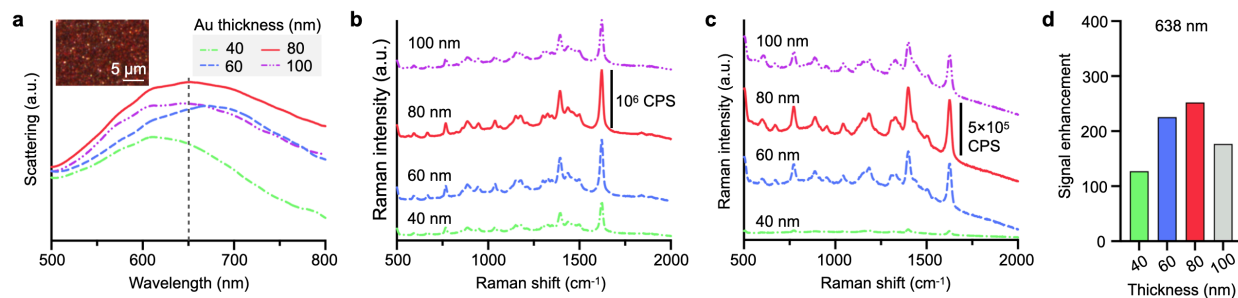 a
Au thickness (nm)
40 80
60 100
5 µm
Scattering (a.u.)
500 600 700 800
Wavelength (nm)
b
100 nm
80 nm
60 nm
40 nm
10⁶ CPS
Raman intensity (a.u.)
500 1000 1500 2000
Raman shift (cm⁻¹)
c
100 nm
80 nm
60 nm
40 nm
5×10⁵
CPS
Raman intensity (a.u.)
500 1000 1500 2000
Raman shift (cm⁻¹)
d
638 nm
Signal enhancement
400
300
200
100
0
40 60 80 100
Thickness (nm)